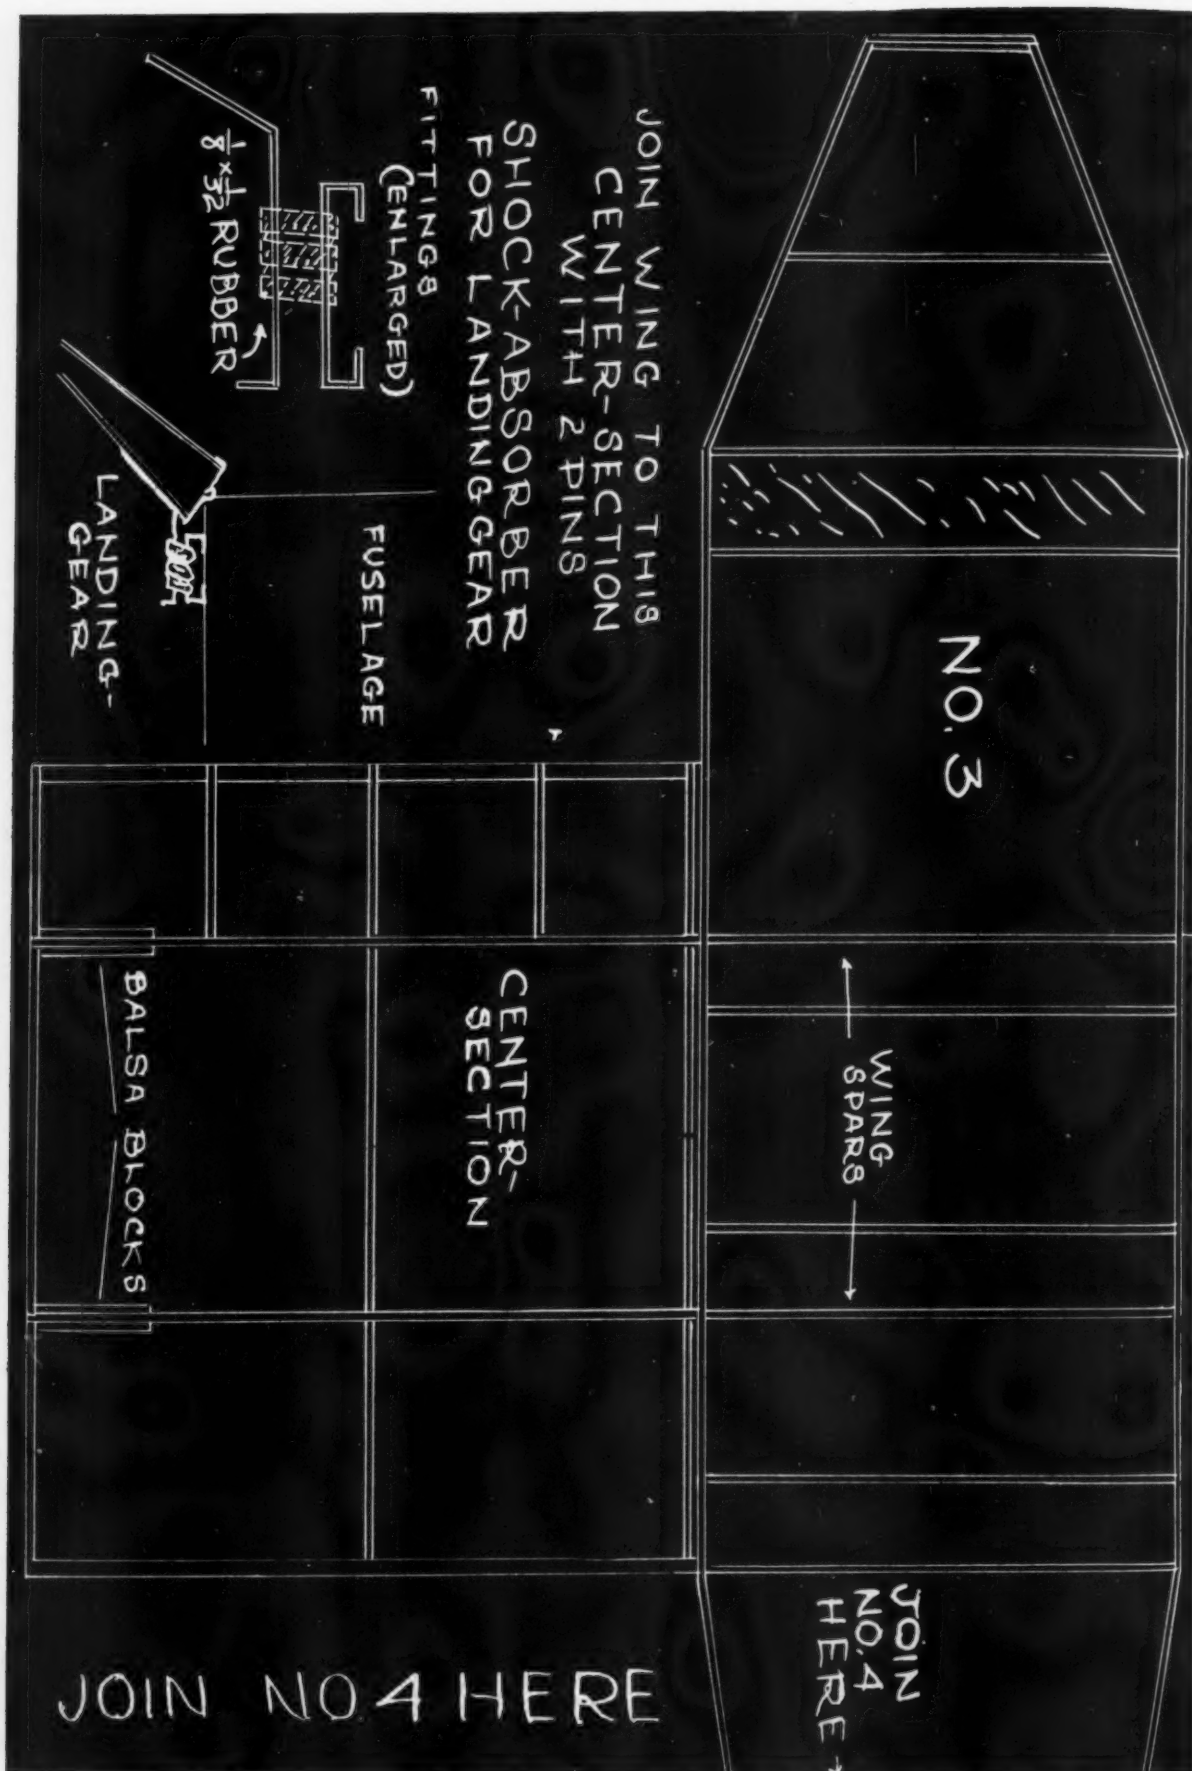 JOIN WING TO THIS
CENTER-SECTION
WITH 2 PINS
SHOCK-ABSORBER
FOR LANDING GEAR
FITTINGS
(ENLARGED)
1/8 x 1/32 RUBBER
FUSELAGE
LANDING-
GEAR
NO. 3
WING
SPARS
CENTER-
SECTION
BALSA BLOCKS
JOIN
NO. 4
HERE
JOIN NO 4 HERE